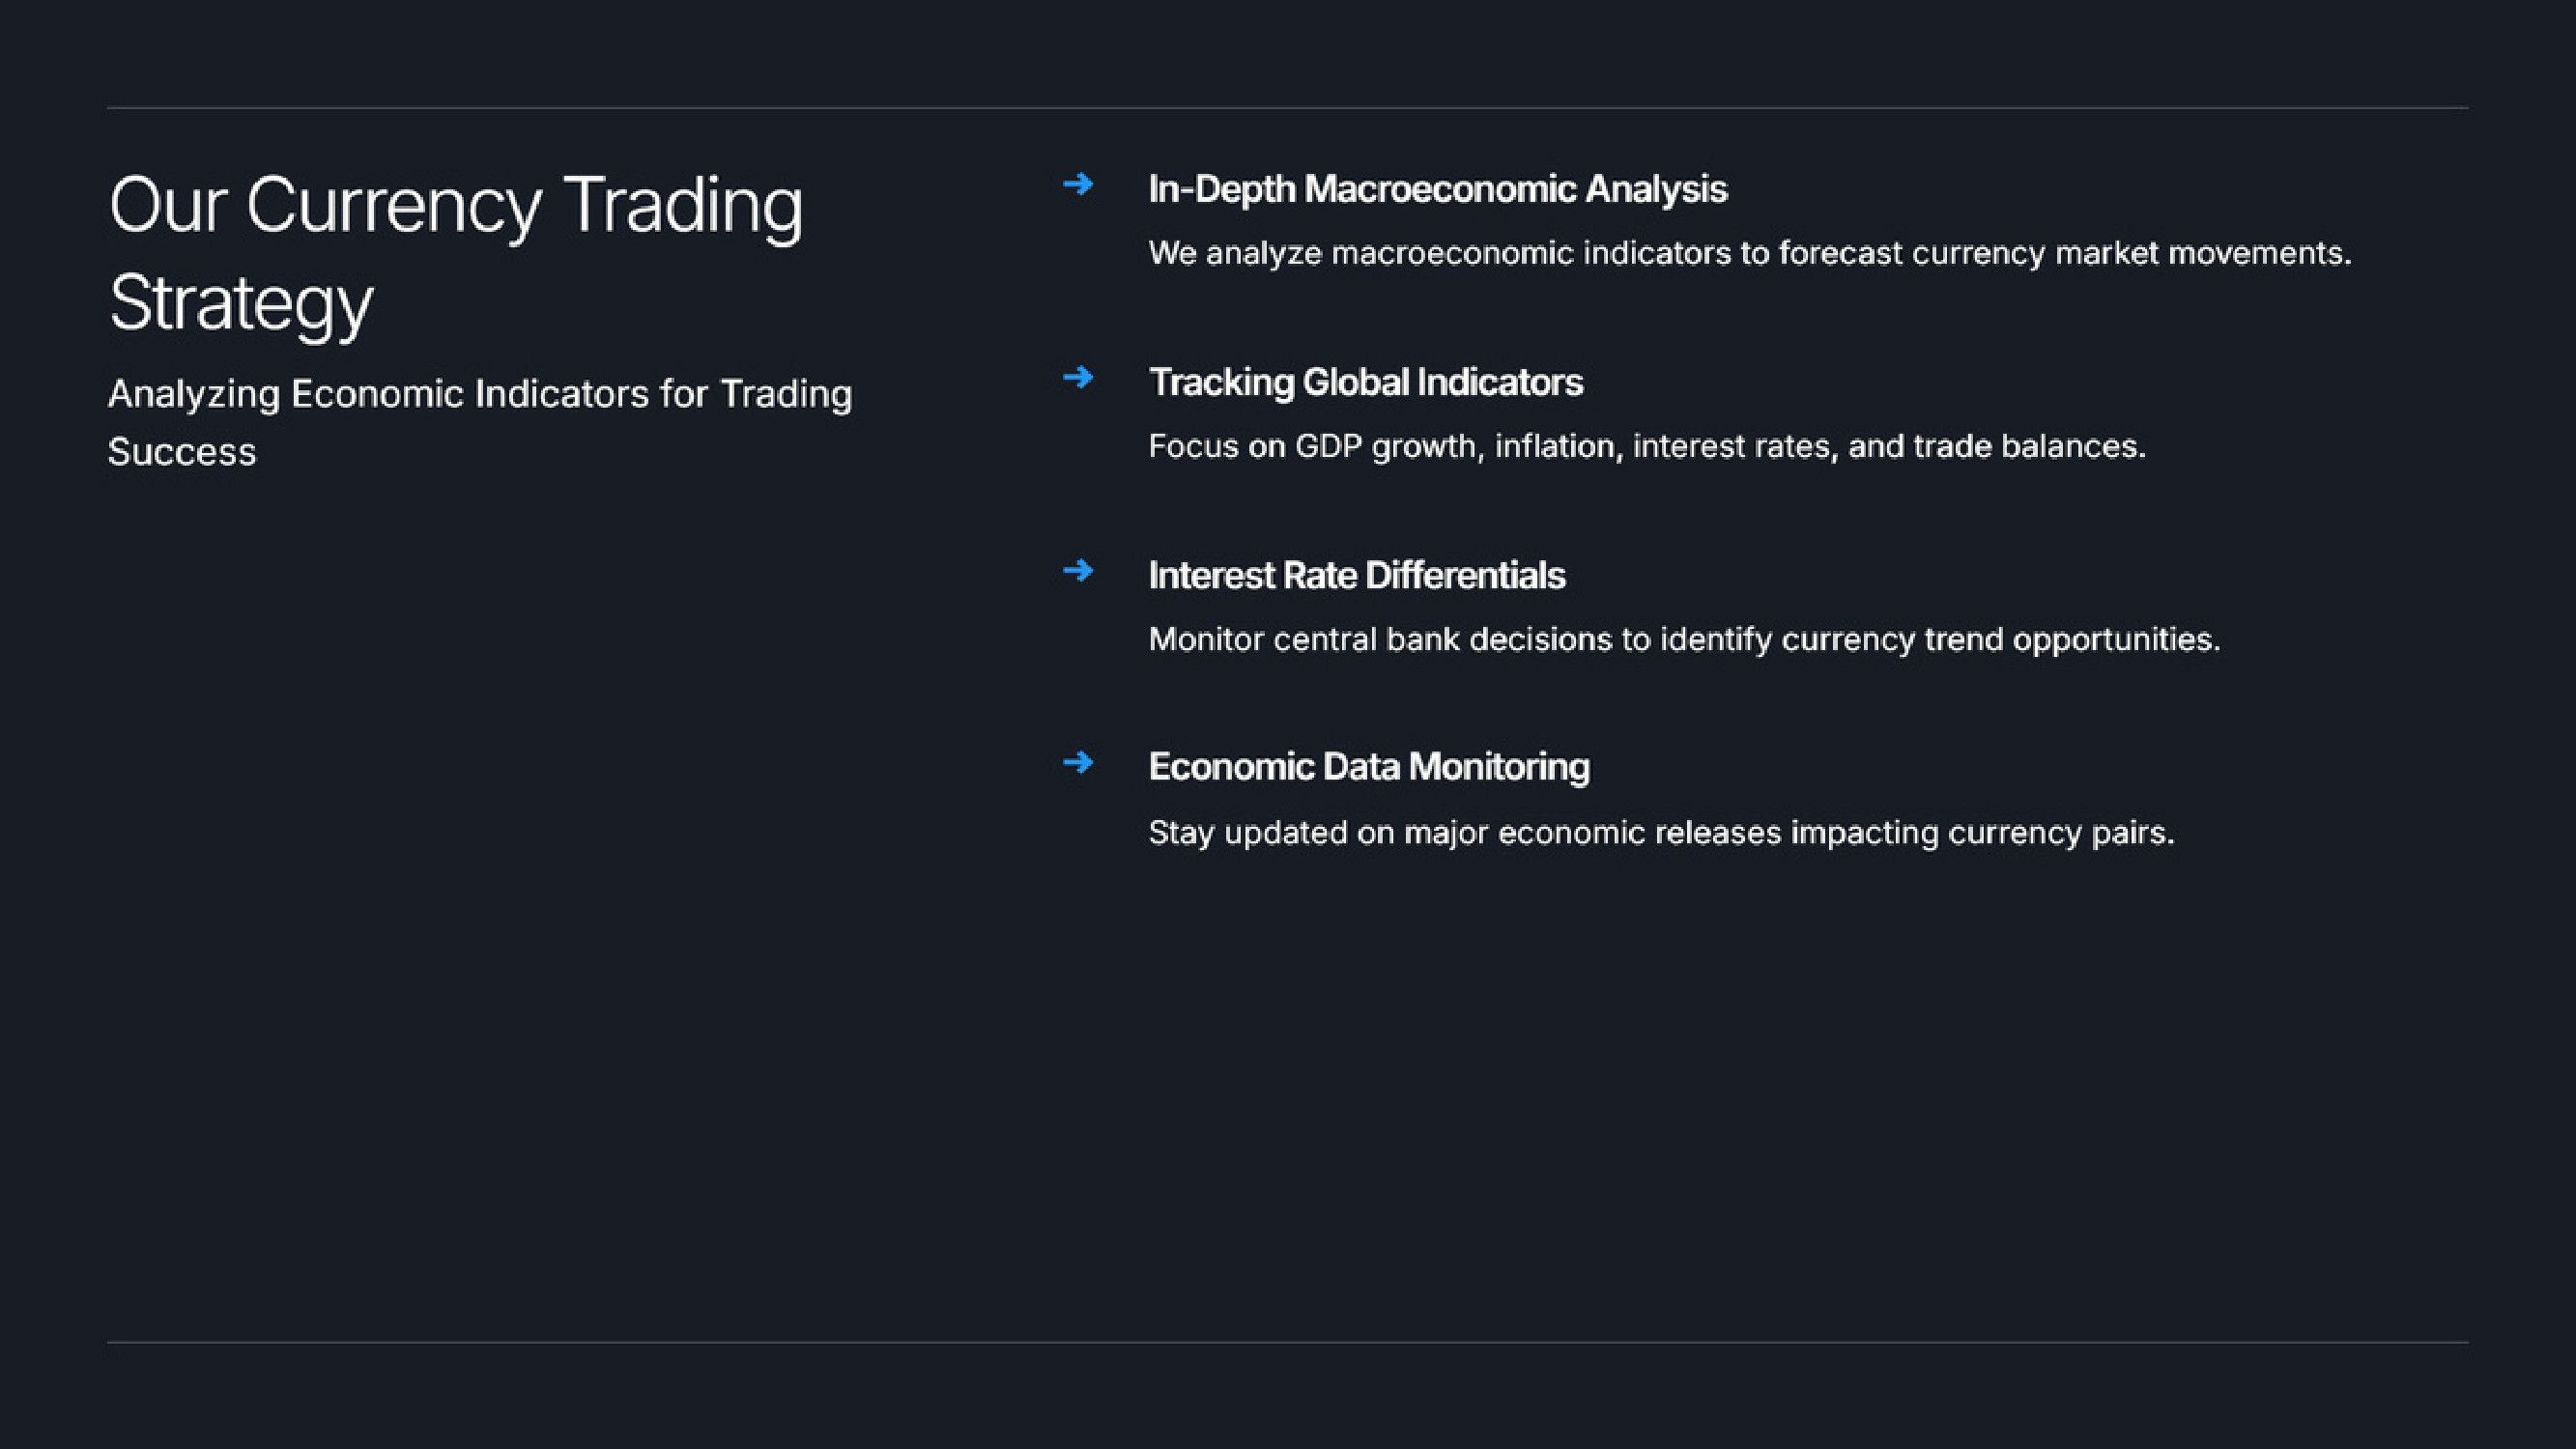 Our Currency Trading
Strategy
Analyzing Economic Indicators for Trading
Success
In-Depth Macroeconomic Analysis
We analyze macroeconomic indicators to forecast currency market movements.
Tracking Global Indicators
Focus on GDP growth, inflation, interest rates, and trade balances.
Interest Rate Differentials
Monitor central bank decisions to identify currency trend opportunities.
Economic Data Monitoring
Stay updated on major economic releases impacting currency pairs.